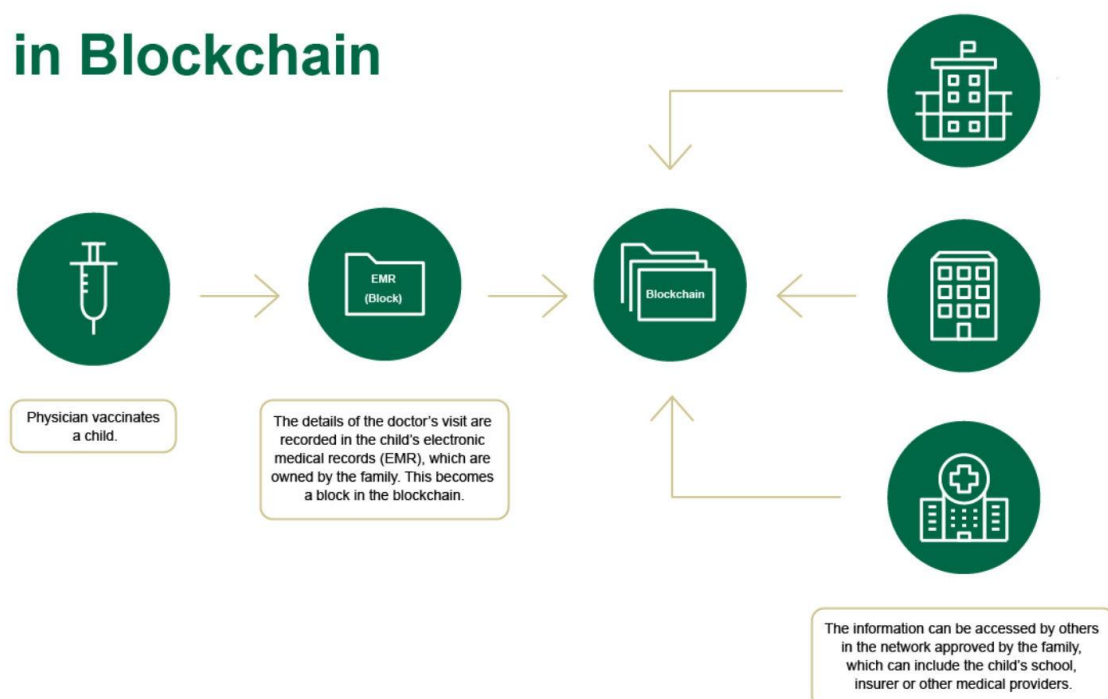 in Blockchain
EMR
(Block)
Blockchain
Physician vaccinates
a child.
The details of the doctor’s visit are
recorded in the child’s electronic
medical records (EMR), which are
owned by the family. This becomes
a block in the blockchain.
The information can be accessed by others
in the network approved by the family,
which can include the child’s school,
insurer or other medical providers.